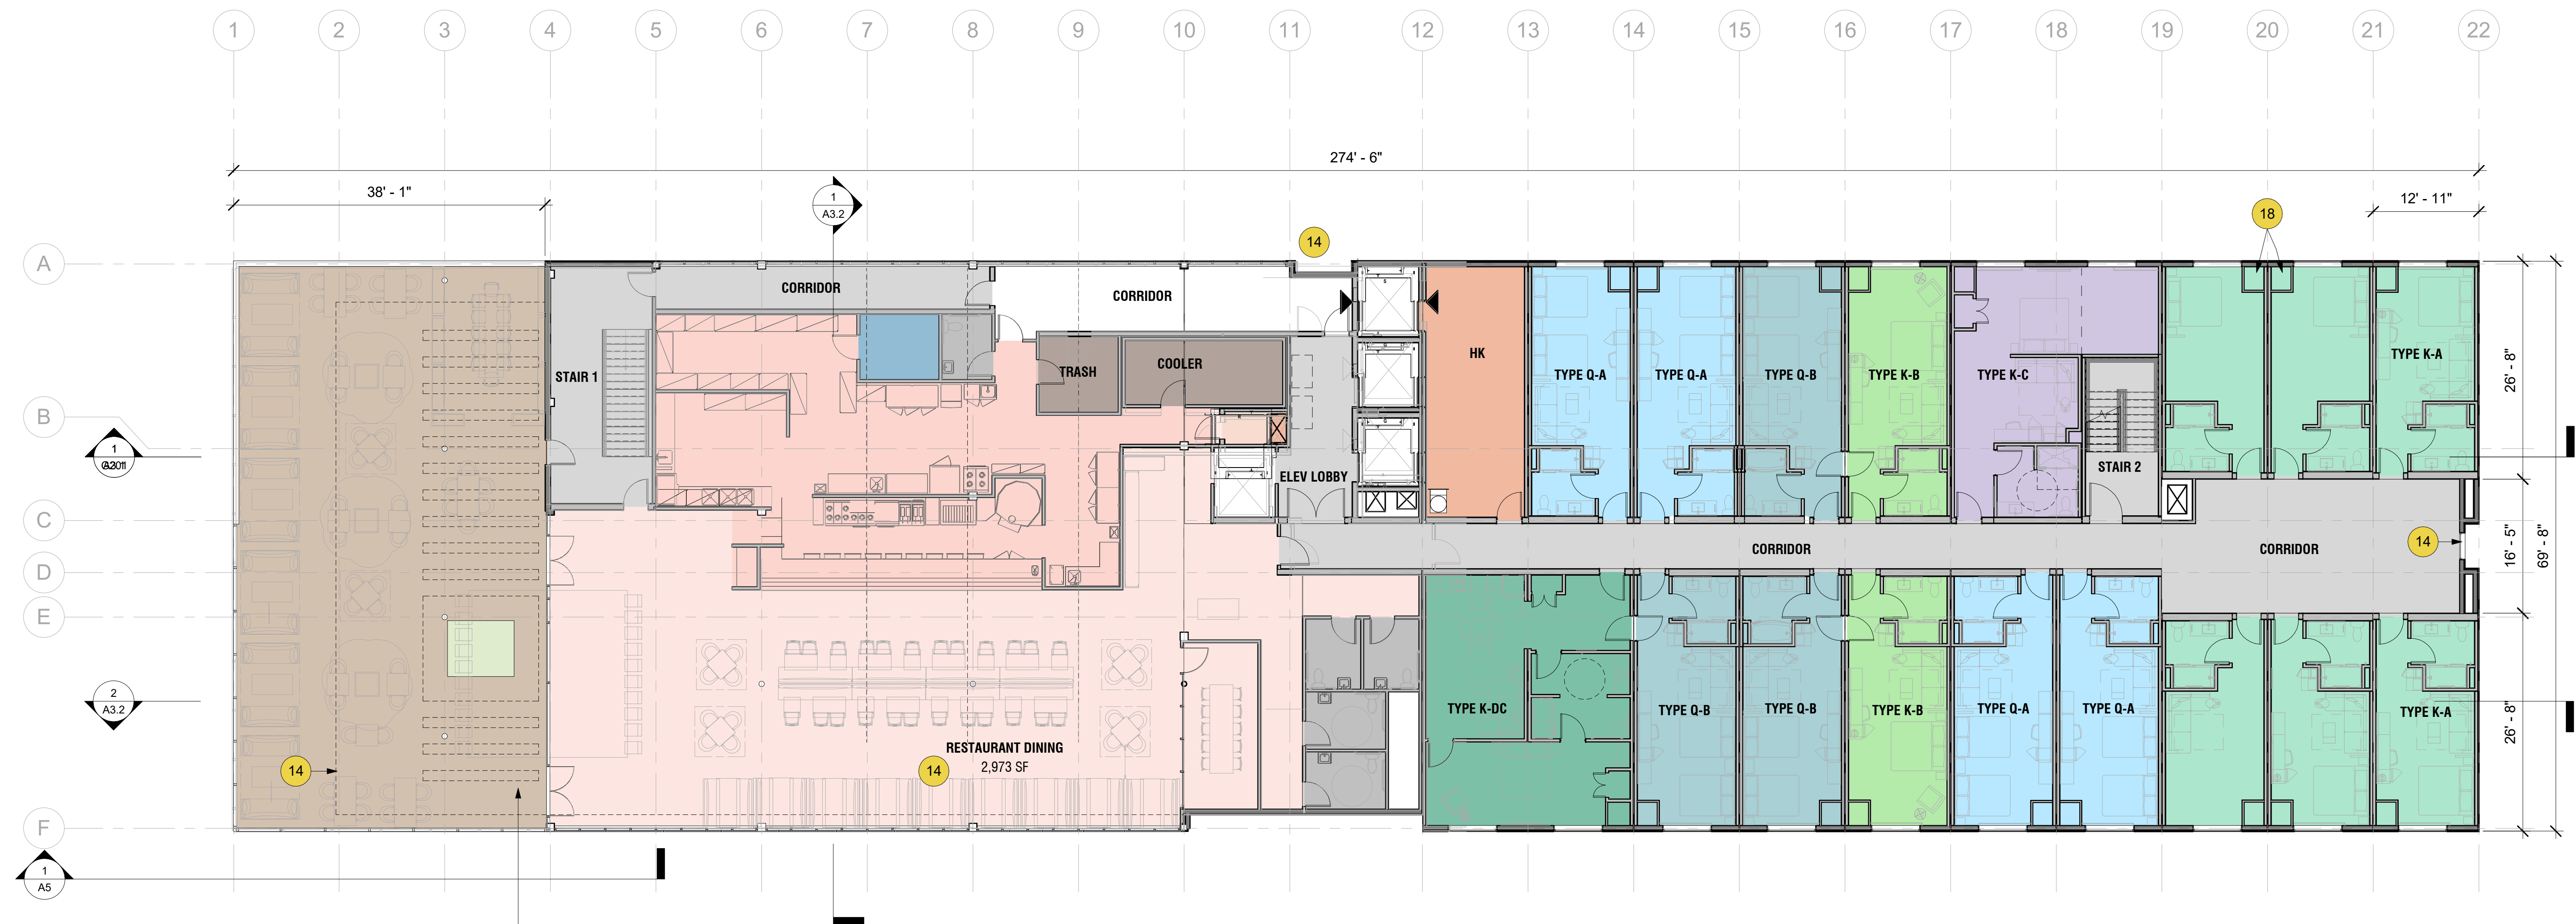 1 2 3 4 5 6 7 8 9 10 11 12 13 14 15 16 17 18 19 20 21 22
274' - 6"
38' - 1"
1
A3.2
12' - 11"
18
14
A
CORRIDOR
CORRIDOR
HK
STAIR 1
TRASH
COOLER
TYPE Q-A
TYPE Q-A
TYPE Q-B
TYPE K-B
TYPE K-C
TYPE K-A
26' - 8"
B
1
STAIR 2
ELEV LOBBY
C
CORRIDOR
CORRIDOR
14
16' - 5"
69' - 8"
D
E
2
A3.2
TYPE K-DC
TYPE Q-B
TYPE Q-B
TYPE K-B
TYPE Q-A
TYPE Q-A
TYPE K-A
26' - 8"
RESTAURANT DINING
2,973 SF
14
14
F
1
A5